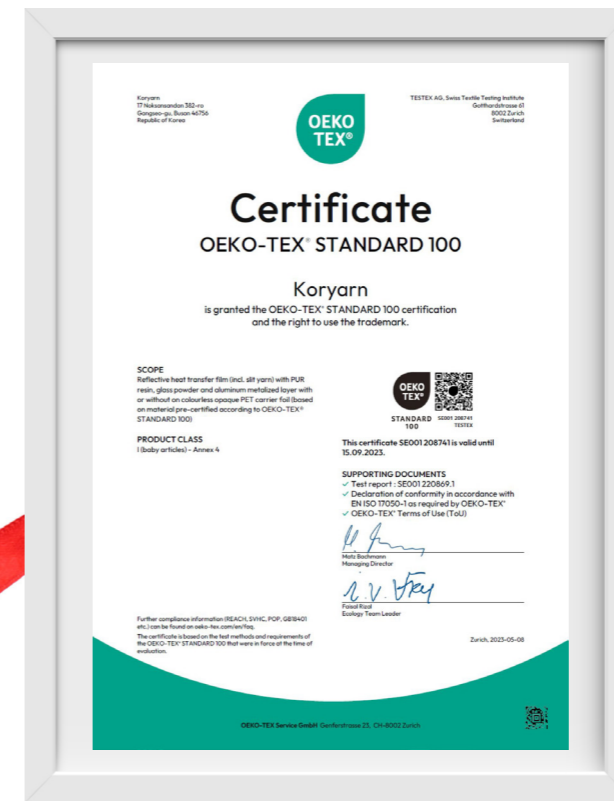 Koryarn
17 Noksansandan 382-ro
Gangseo-gu, Busan 46756
Republic of Korea
TESTEX AG, Swiss Textile Testing Institute
Gotthardstrasse 61
8002 Zurich
Switzerland
OEKO
TEX®
Certificate
OEKO-TEX® STANDARD 100
Koryarn
is granted the OEKO-TEX® STANDARD 100 certification
and the right to use the trademark.
SCOPE
Reflective heat transfer film (incl. slit yarn) with PUR
resin, glass powder and aluminum metalized layer with
or without on colourless opaque PET carrier foil (based
on material pre-certified according to OEKO-TEX®
STANDARD 100)
PRODUCT CLASS
I (baby articles) - Annex 4
OEKO
TEX®
STANDARD
100
SE001 208741
TESTEX
This certificate SE001 208741 is valid until
15.09.2023.
SUPPORTING DOCUMENTS
✓ Test report : SE001 220869.1
✓ Declaration of conformity in accordance with
EN ISO 17050-1 as required by OEKO-TEX®
✓ OEKO-TEX® Terms of Use (ToU)
Matz Bachmann
Managing Director
Faisal Rizal
Ecology Team Leader
Further compliance information (REACH, SVHC, POP, GB18401
etc.) can be found on oeko-tex.com/en/faq.
The certificate is based on the test methods and requirements of
the OEKO-TEX® STANDARD 100 that were in force at the time of
evaluation.
Zurich, 2023-05-08
OEKO-TEX Service GmbH Genferstrasse 23, CH-8002 Zurich